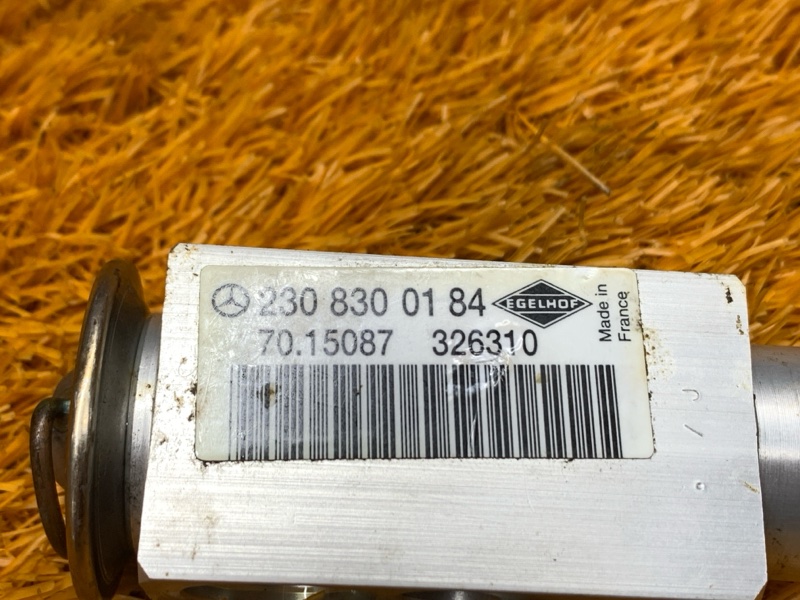 230 830 01 84 EGELHOF
70.15087 326310
Made in
France